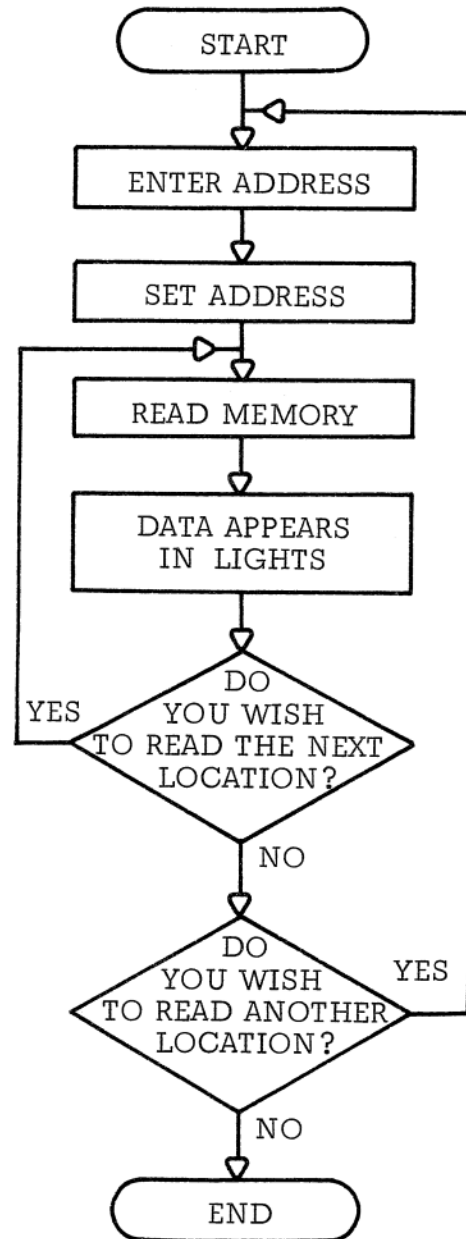 START
ENTER ADDRESS
SET ADDRESS
READ MEMORY
DATA APPEARS
IN LIGHTS
DO
YOU WISH
TO READ THE NEXT
LOCATION?
YES
NO
DO
YOU WISH
TO READ ANOTHER
LOCATION?
YES
NO
END